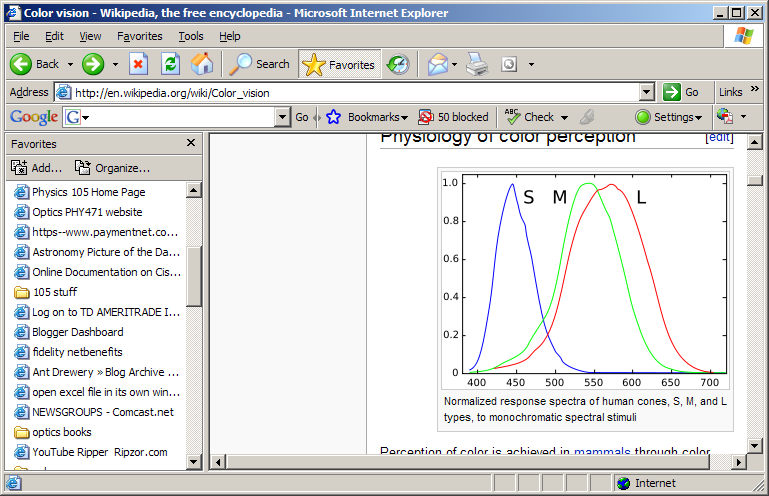 Color vision - Wikipedia, the free encyclopedia - Microsoft Internet Explorer
File Edit View Favorites Tools Help
Back Search Favorites
Address http://en.wikipedia.org/wiki/Color_vision Go Links »
Google G Go Bookmarks 50 blocked ABC Check Settings
Favorites
Add... Organize...
Physics 105 Home Page
Optics PHY471 website
https--www.paymentnet.co...
Astronomy Picture of the Da...
Online Documentation on Cis...
105 stuff
Log on to TD AMERITRADE I...
Blogger Dashboard
fidelity netbenefits
Ant Drewery » Blog Archive ...
open excel file in its own win...
NEWSGROUPS - Comcast.net
optics books
YouTube Ripper Ripzor.com
Physiology of color perception [edit]
S M L
1.0
0.8
0.6
0.4
0.2
0
400 450 500 550 600 650 700
Normalized response spectra of human cones, S, M, and L
types, to monochromatic spectral stimuli
Perception of color is achieved in mammals through color
Internet